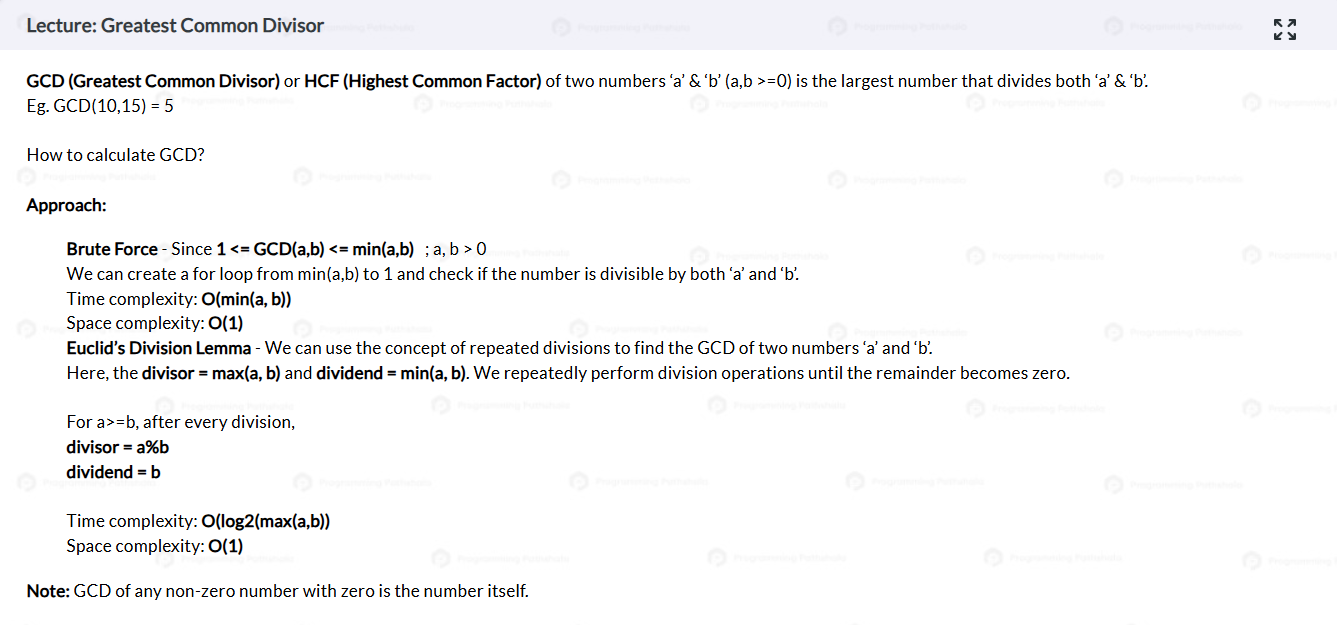 Lecture: Greatest Common Divisor
GCD (Greatest Common Divisor) or HCF (Highest Common Factor) of two numbers 'a' & 'b' (a,b >=0) is the largest number that divides both 'a' & 'b'.
Eg. GCD(10,15) = 5
How to calculate GCD?
Approach:
Brute Force - Since 1 <= GCD(a,b) <= min(a,b) ; a, b > 0
We can create a for loop from min(a,b) to 1 and check if the number is divisible by both 'a' and 'b'.
Time complexity: O(min(a, b))
Space complexity: O(1)
Euclid's Division Lemma - We can use the concept of repeated divisions to find the GCD of two numbers 'a' and 'b'.
Here, the divisor = max(a, b) and dividend = min(a, b). We repeatedly perform division operations until the remainder becomes zero.
For a>=b, after every division,
divisor = a%b
dividend = b
Time complexity: O(log2(max(a,b))
Space complexity: O(1)
Note: GCD of any non-zero number with zero is the number itself.